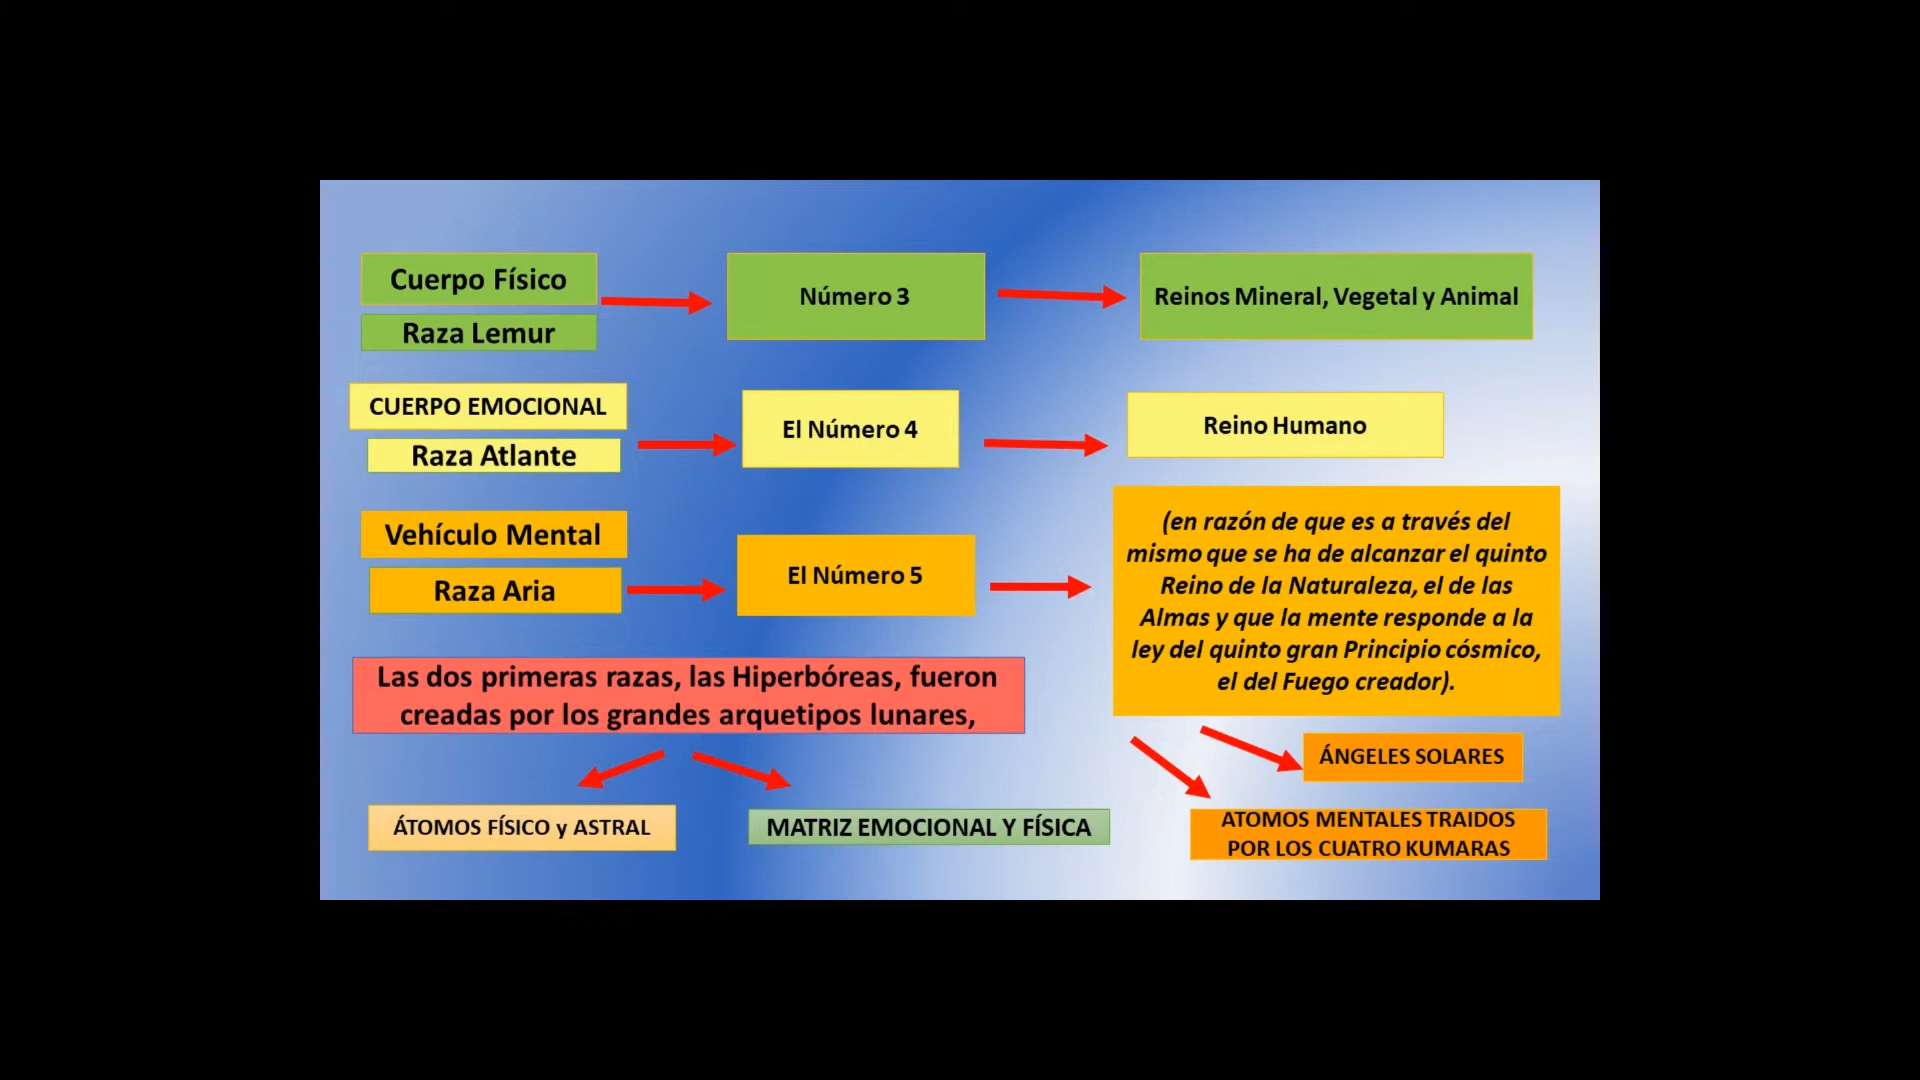 Cuerpo Físico
Raza Lemur
Número 3
Reinos Mineral, Vegetal y Animal
CUERPO EMOCIONAL
Raza Atlante
El Número 4
Reino Humano
Vehículo Mental
Raza Aria
El Número 5
(en razón de que es a través del
mismo que se ha de alcanzar el quinto
Reino de la Naturaleza, el de las
Almas y que la mente responde a la
ley del quinto gran Principio cósmico,
el del Fuego creador).
Las dos primeras razas, las Hiperbóreas, fueron
creadas por los grandes arquetipos lunares,
ÁTOMOS FÍSICO y ASTRAL
MATRIZ EMOCIONAL Y FÍSICA
ÁNGELES SOLARES
ATOMOS MENTALES TRAIDOS
POR LOS CUATRO KUMARAS